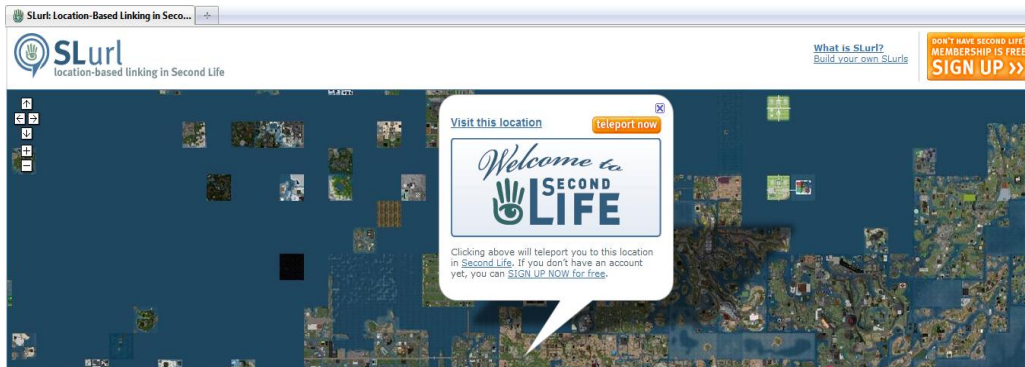 SLurl: Location-Based Linking in Seco...
SLurl
location-based linking in Second Life
What is SLurl?
Build your own SLurls
DON'T HAVE SECOND LIFE?
MEMBERSHIP IS FREE
SIGN UP >>
Visit this location
teleport now
Welcome to
SECOND
LIFE
Clicking above will teleport you to this location
in Second Life. If you don't have an account
yet, you can SIGN UP NOW for free.